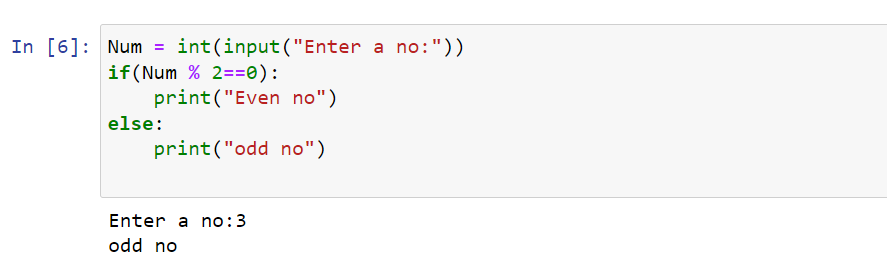 In [6]: Num = int(input("Enter a no:"))
if(Num % 2==0):
    print("Even no")
else:
    print("odd no")
Enter a no:3
odd no